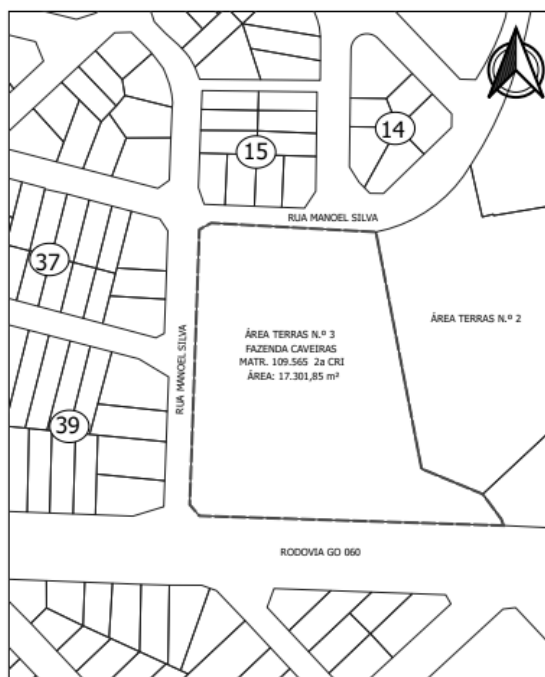 14
15
RUA MANOEL SILVA
37
ÁREA TERRAS N.º 3
FAZENDA CAVEIRAS
MATR. 109.565 2a CRI
ÁREA: 17.301,85 m²
ÁREA TERRAS N.º 2
RUA MANOEL SILVA
39
RODOVIA GO 060